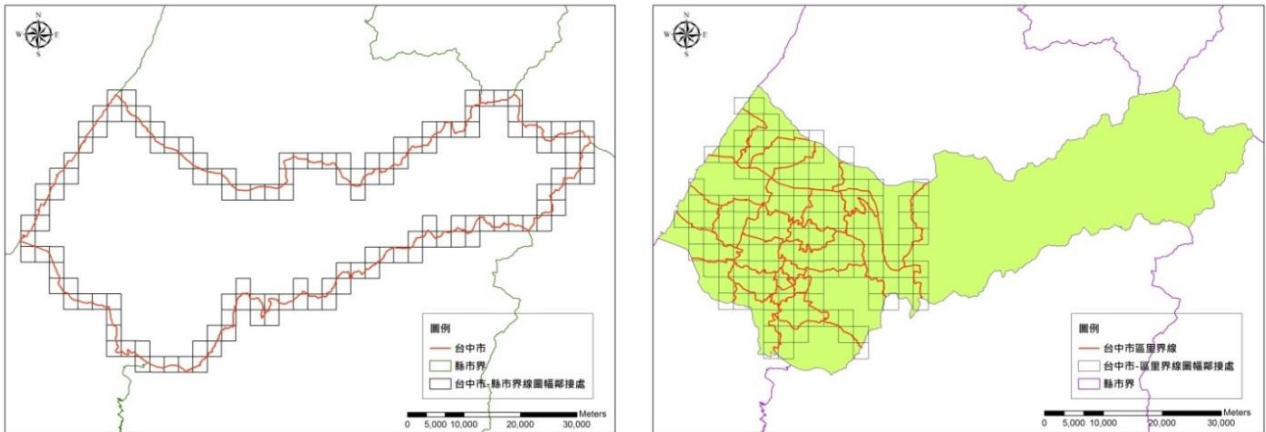 N
W E
S
圖例
台中市
縣市界
台中市-縣市界線圖幅鄰接處
Meters
0 5,000 10,000 20,000 30,000
N
W E
S
圖例
台中市區里界線
台中市-區里界線圖幅鄰接處
縣市界
Meters
0 5,000 10,000 20,000 30,000